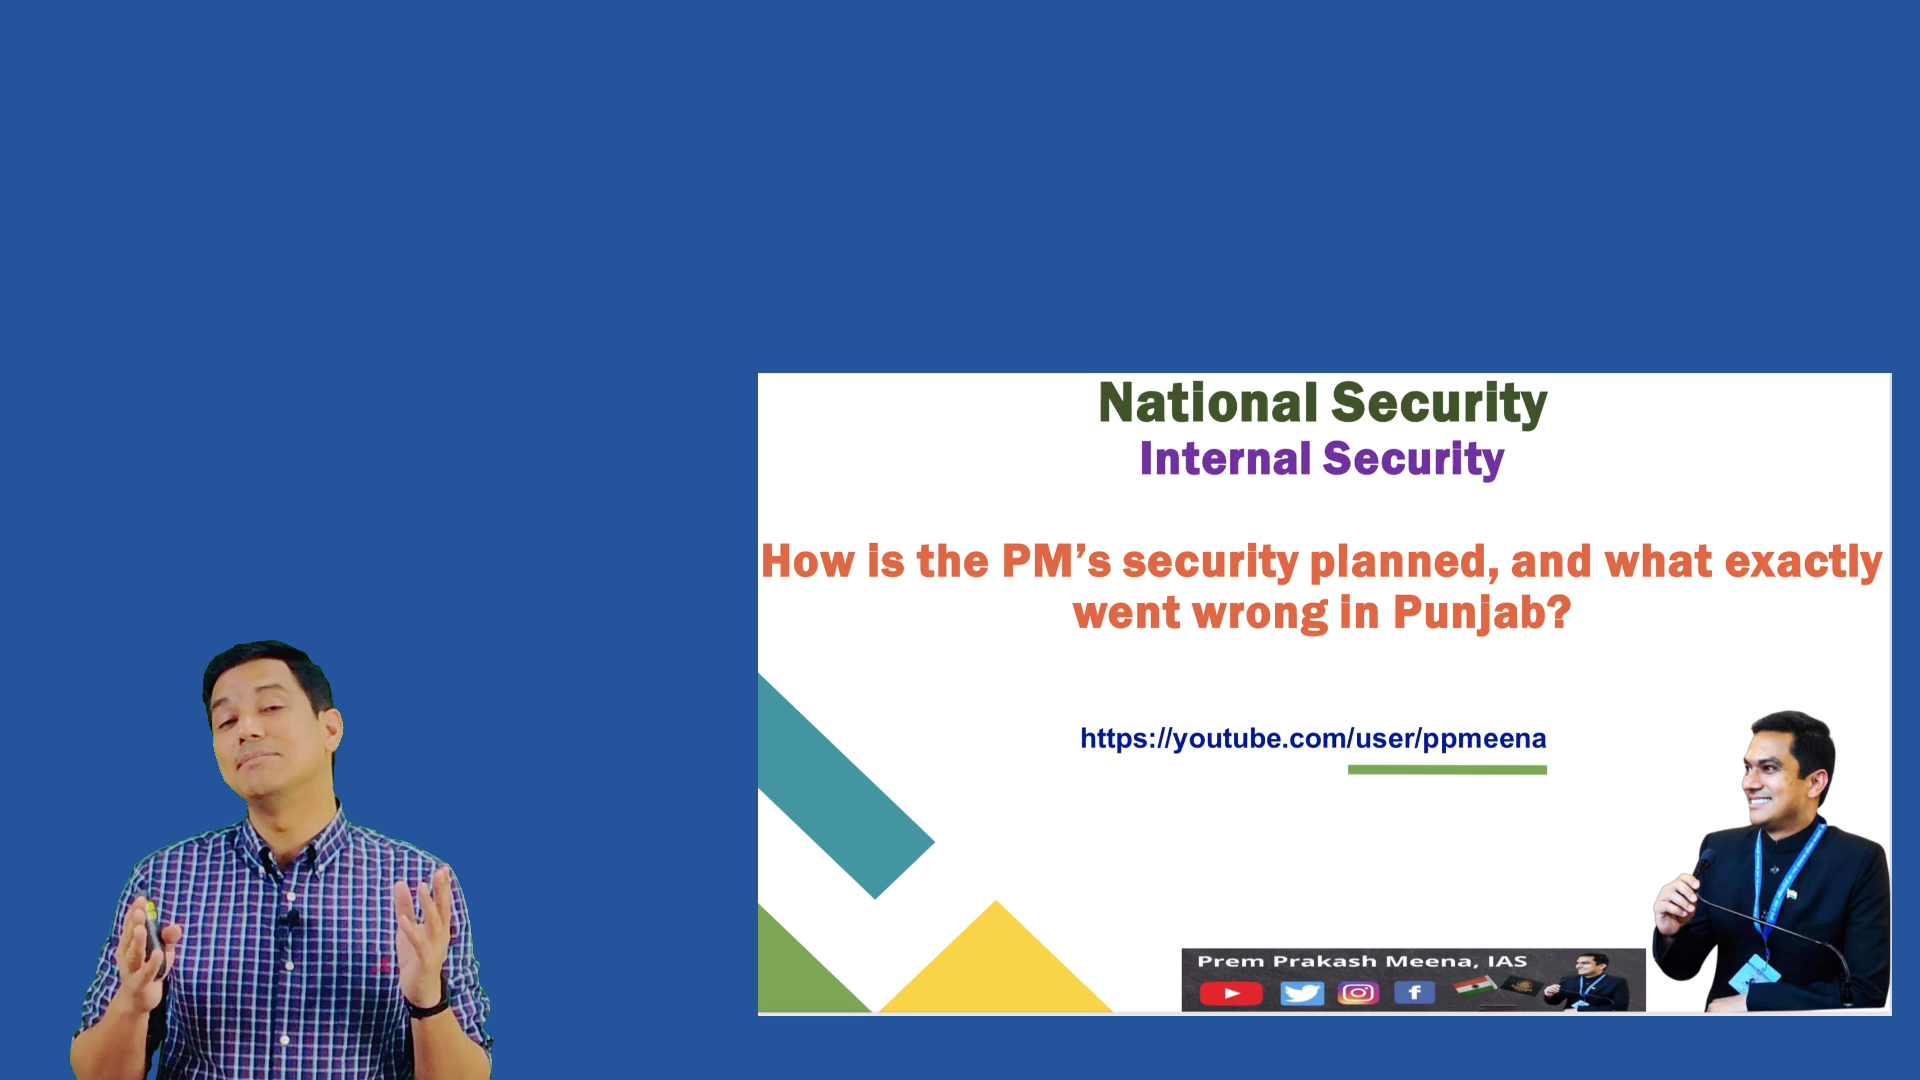 National Security
Internal Security
How is the PM’s security planned, and what exactly
went wrong in Punjab?
https://youtube.com/user/ppmeena
Prem Prakash Meena, IAS